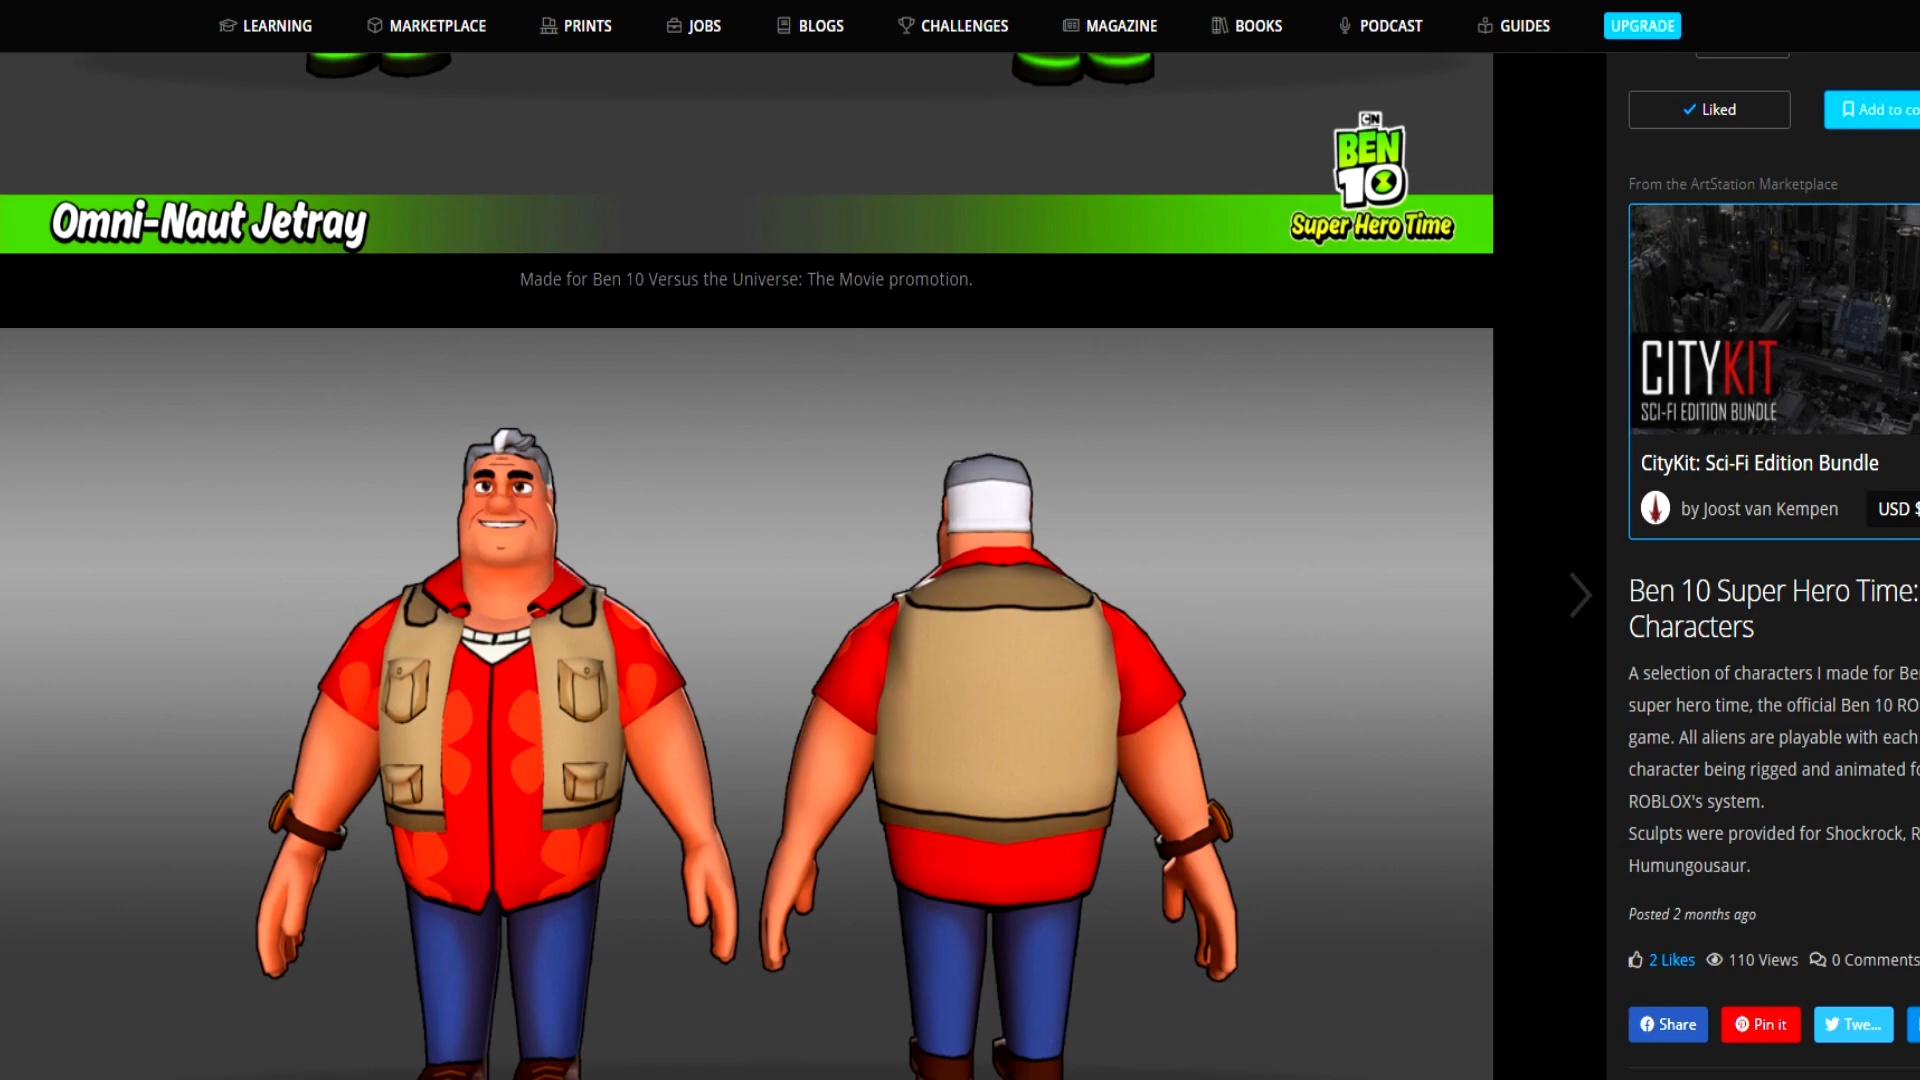 LEARNING MARKETPLACE PRINTS JOBS BLOGS CHALLENGES MAGAZINE BOOKS PODCAST GUIDES UPGRADE
Liked
Add to co
CN
BEN
10
Super Hero Time
Omni-Naut Jetray
Made for Ben 10 Versus the Universe: The Movie promotion.
From the ArtStation Marketplace
CITYKIT
SCI-FI EDITION BUNDLE
CityKit: Sci-Fi Edition Bundle
by Joost van Kempen
USD $
Ben 10 Super Hero Time:
Characters
A selection of characters I made for Be
super hero time, the official Ben 10 RO
game. All aliens are playable with each
character being rigged and animated fo
ROBLOX's system.
Sculpts were provided for Shockrock, R
Humungousaur.
Posted 2 months ago
2 Likes 110 Views 0 Comments
Share Pin it Twe...